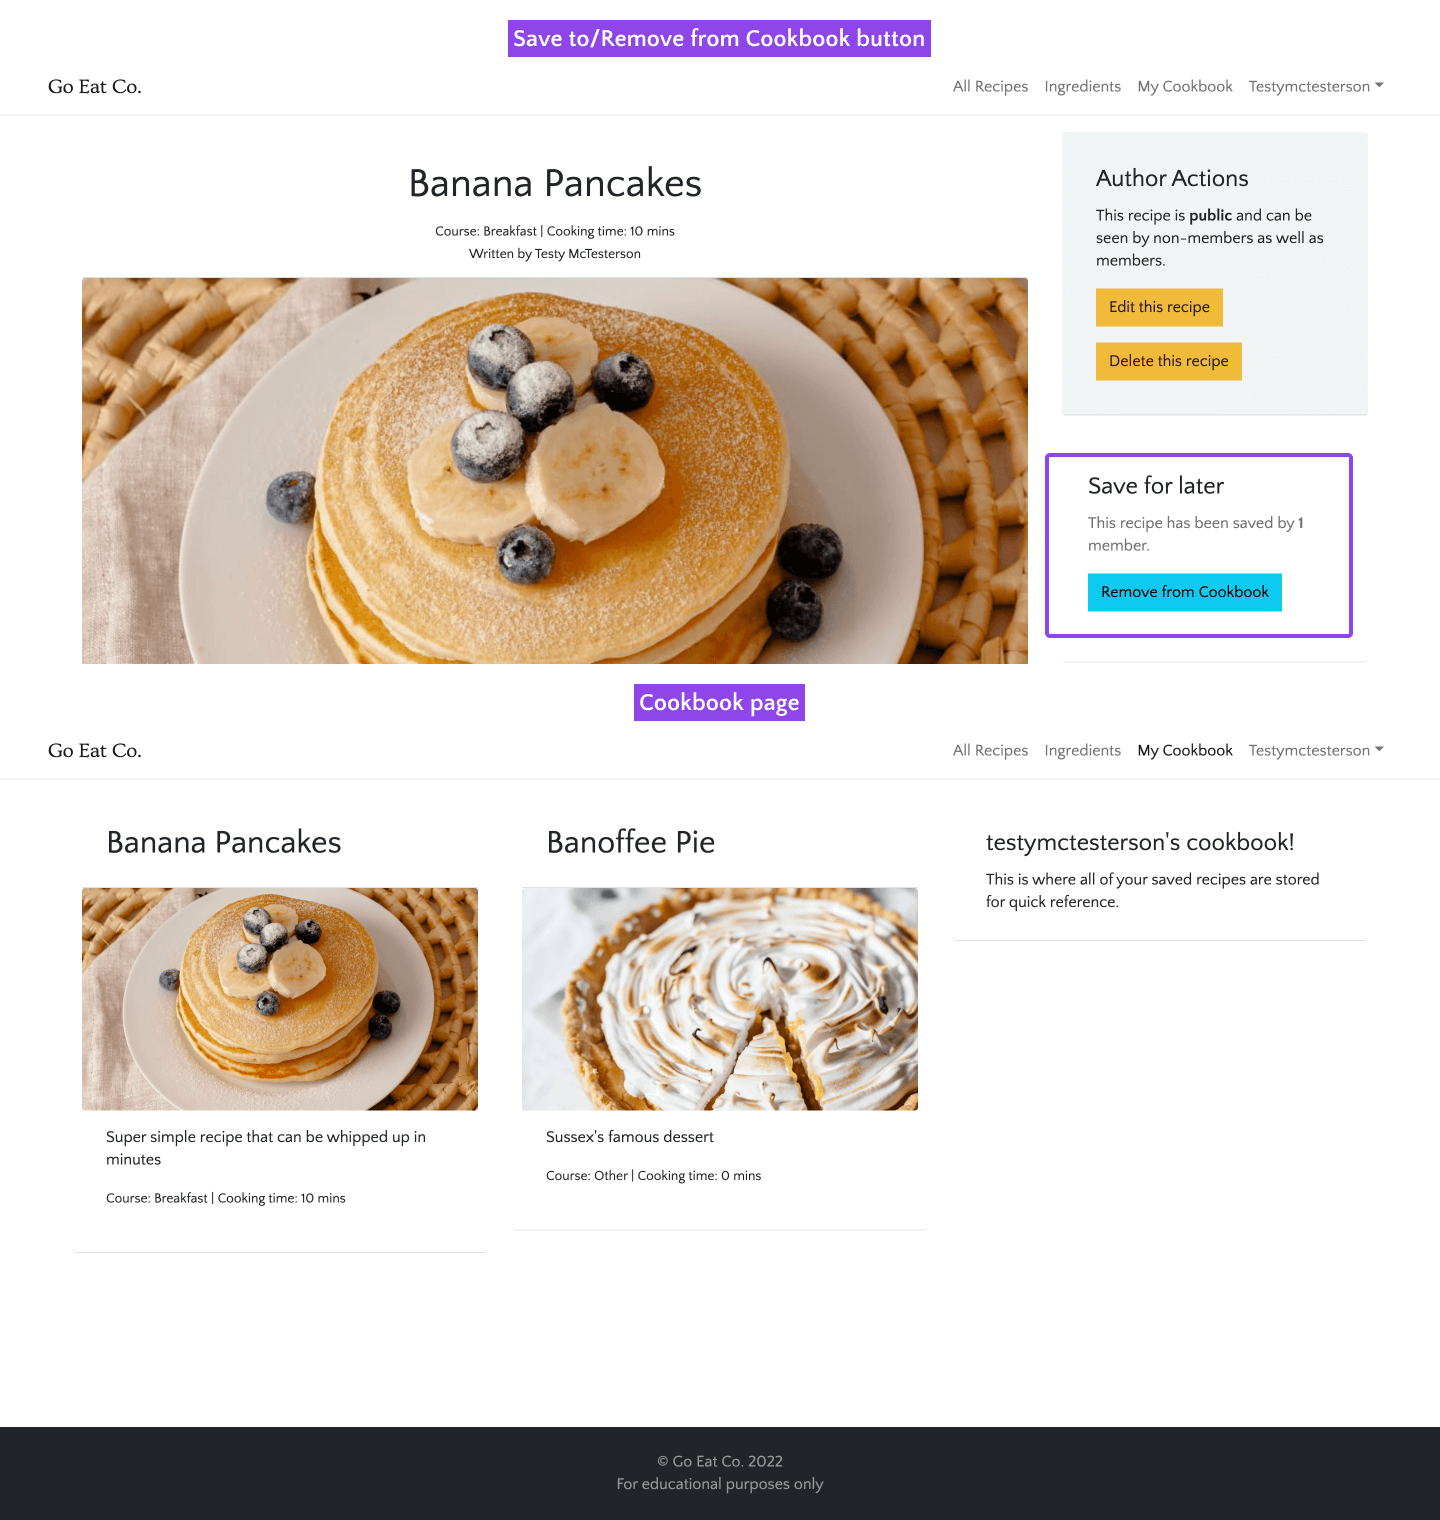 Save to/Remove from Cookbook button
Go Eat Co.
All Recipes Ingredients My Cookbook Testymctesterson
Banana Pancakes
Course: Breakfast | Cooking time: 10 mins
Written by Testy McTesterson
Author Actions
This recipe is public and can be
seen by non-members as well as
members.
Edit this recipe
Delete this recipe
Save for later
This recipe has been saved by 1
member.
Remove from Cookbook
Cookbook page
Go Eat Co.
All Recipes Ingredients My Cookbook Testymctesterson
Banana Pancakes
Super simple recipe that can be whipped up in
minutes
Course: Breakfast | Cooking time: 10 mins
Banoffee Pie
Sussex's famous dessert
Course: Other | Cooking time: 0 mins
testymctesterson's cookbook!
This is where all of your saved recipes are stored
for quick reference.
© Go Eat Co. 2022
For educational purposes only